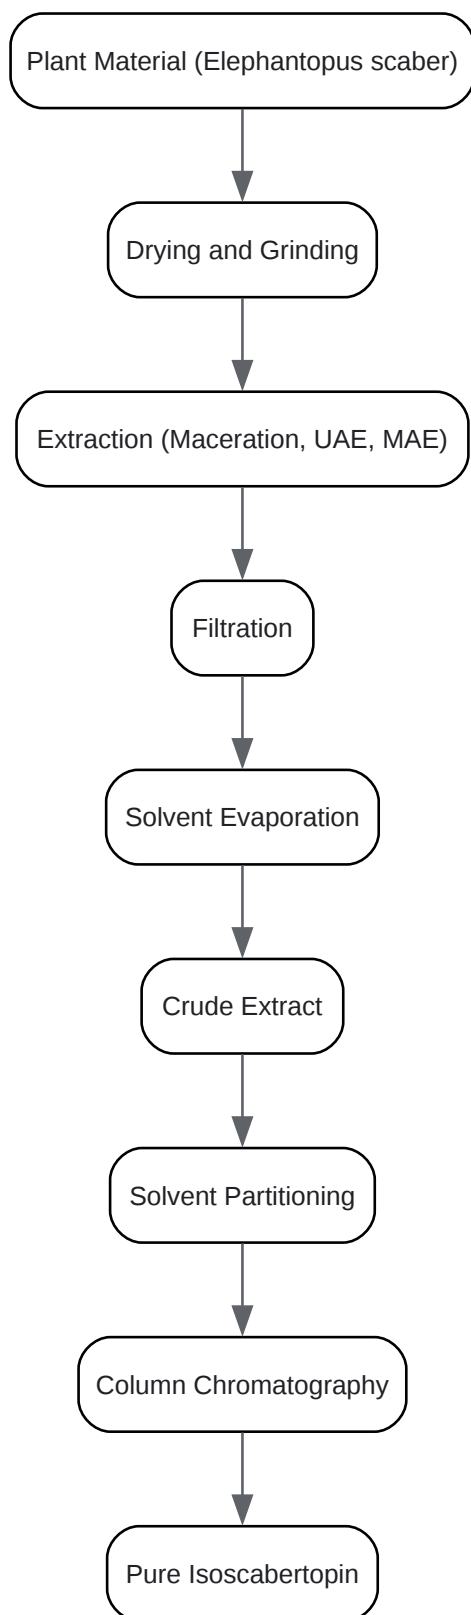 Plant Material (Elephantopus scaber)
Drying and Grinding
Extraction (Maceration, UAE, MAE)
Filtration
Solvent Evaporation
Crude Extract
Solvent Partitioning
Column Chromatography
Pure Isoscabertopin